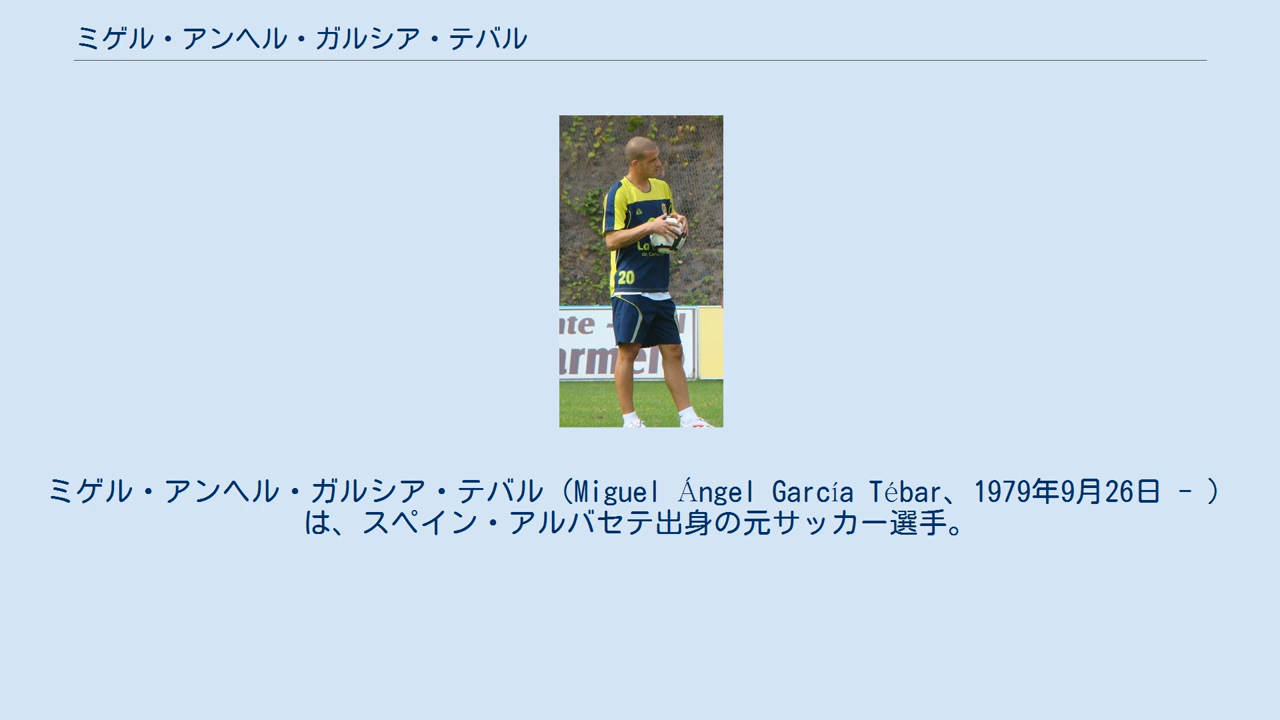 ミゲル・アンヘル・ガルシア・テバル
20
ミゲル・アンヘル・ガルシア・テバル（Miguel Ángel García Tébar、1979年9月26日 - ）
は、スペイン・アルバセテ出身の元サッカー選手。